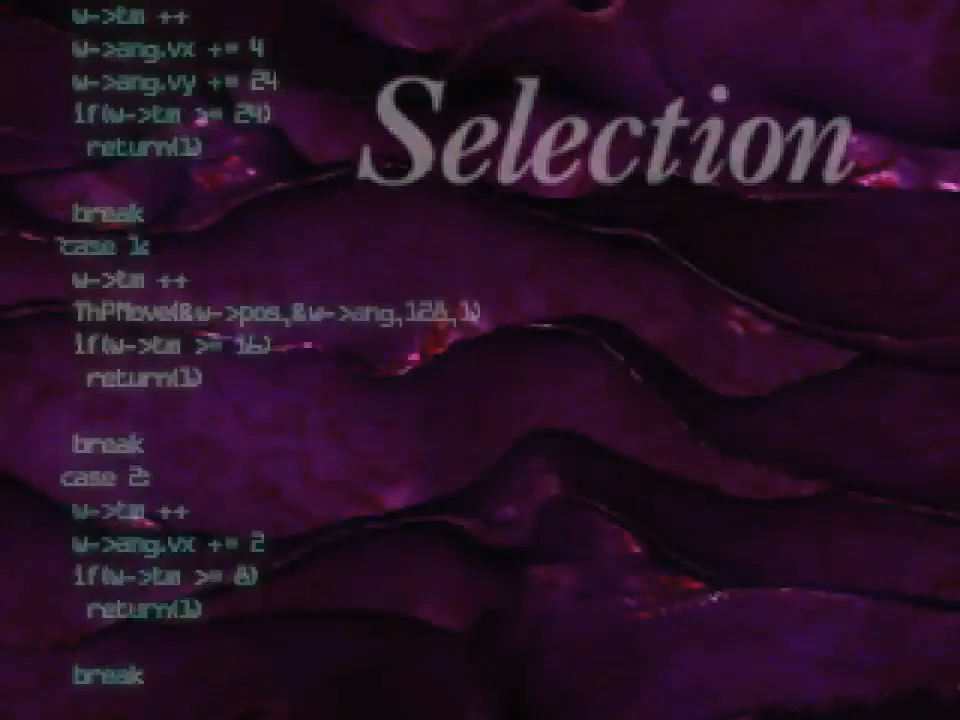 w->tm ++
w->ang.vx += 4
w->ang.vy += 24
if(w->tm >= 24)
return(1)
Selection
break
case 1:
w->tm ++
ThPMove(&w->pos,&w->ang,128,1)
if(w->tm >= 16)
return(1)
break
case 2:
w->tm ++
w->ang.vx += 2
if(w->tm >= 8)
return(1)
break